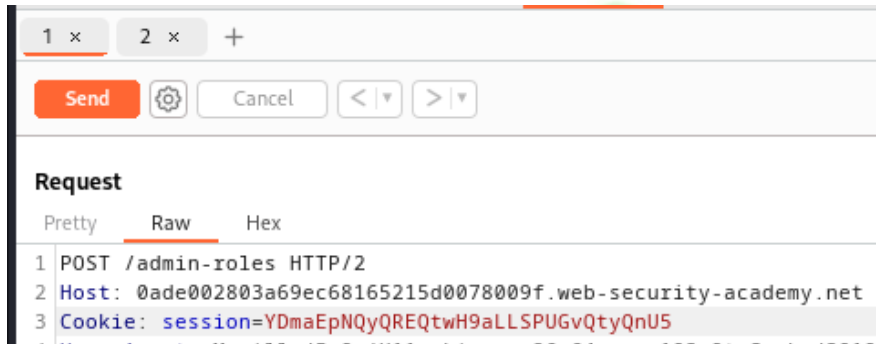 1 × 2 × +
Send Cancel < | ▼ > | ▼
Request
Pretty Raw Hex
1 POST /admin-roles HTTP/2
2 Host: 0ade002803a69ec68165215d0078009f.web-security-academy.net
3 Cookie: session=YDmaEpNQyQREQtwH9aLLSPUGvQtyQnU5